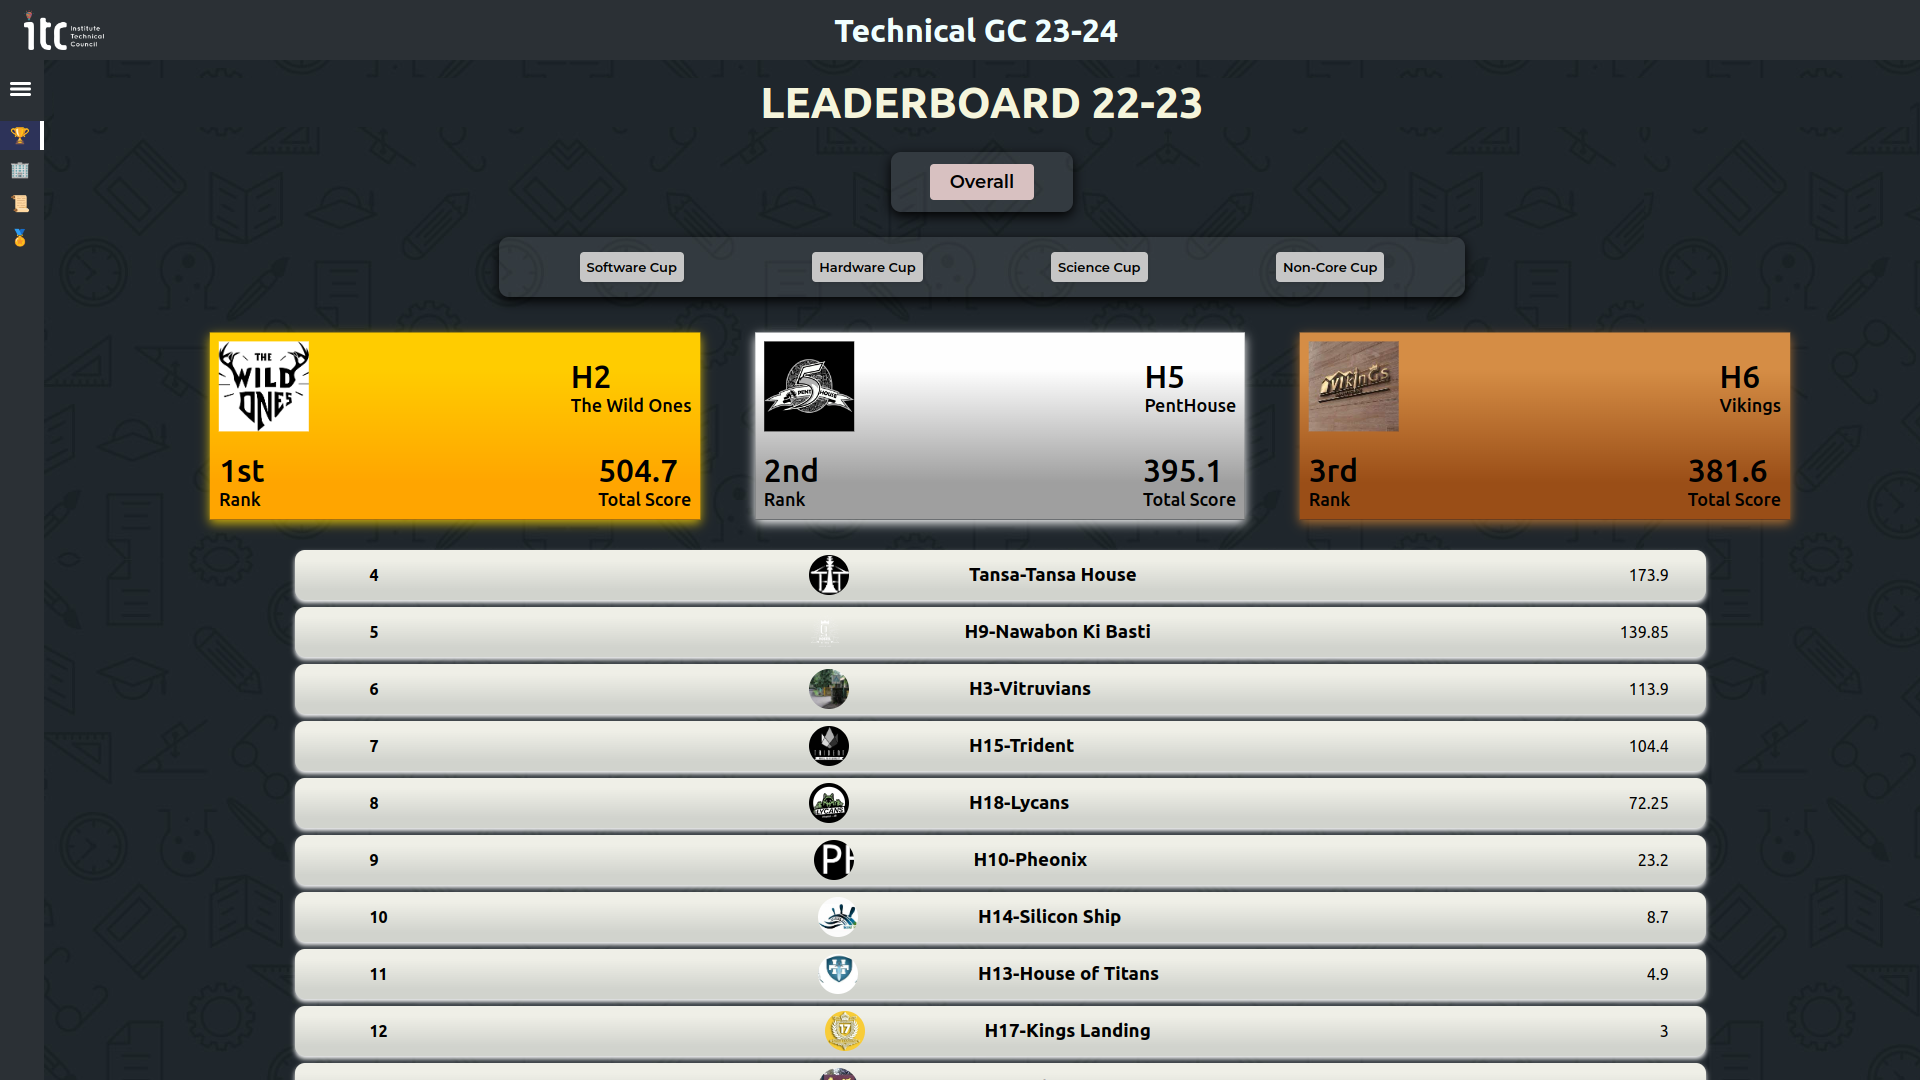 itc Institute
Technical
Council
Technical GC 23-24
LEADERBOARD 22-23
Overall
Software Cup
Hardware Cup
Science Cup
Non-Core Cup
THE
WILD
ONES
H2
The Wild Ones
1st
Rank
504.7
Total Score
5
PENTHOUSE
H5
PentHouse
2nd
Rank
395.1
Total Score
VIKINGS
H6
Vikings
3rd
Rank
381.6
Total Score
4 Tansa-Tansa House 173.9
5 H9-Nawabon Ki Basti 139.85
6 H3-Vitruvians 113.9
7 H15-Trident 104.4
8 LYCANS H18-Lycans 72.25
9 H10-Pheonix 23.2
10 H14-Silicon Ship 8.7
11 H13-House of Titans 4.9
12 17 H17-Kings Landing 3